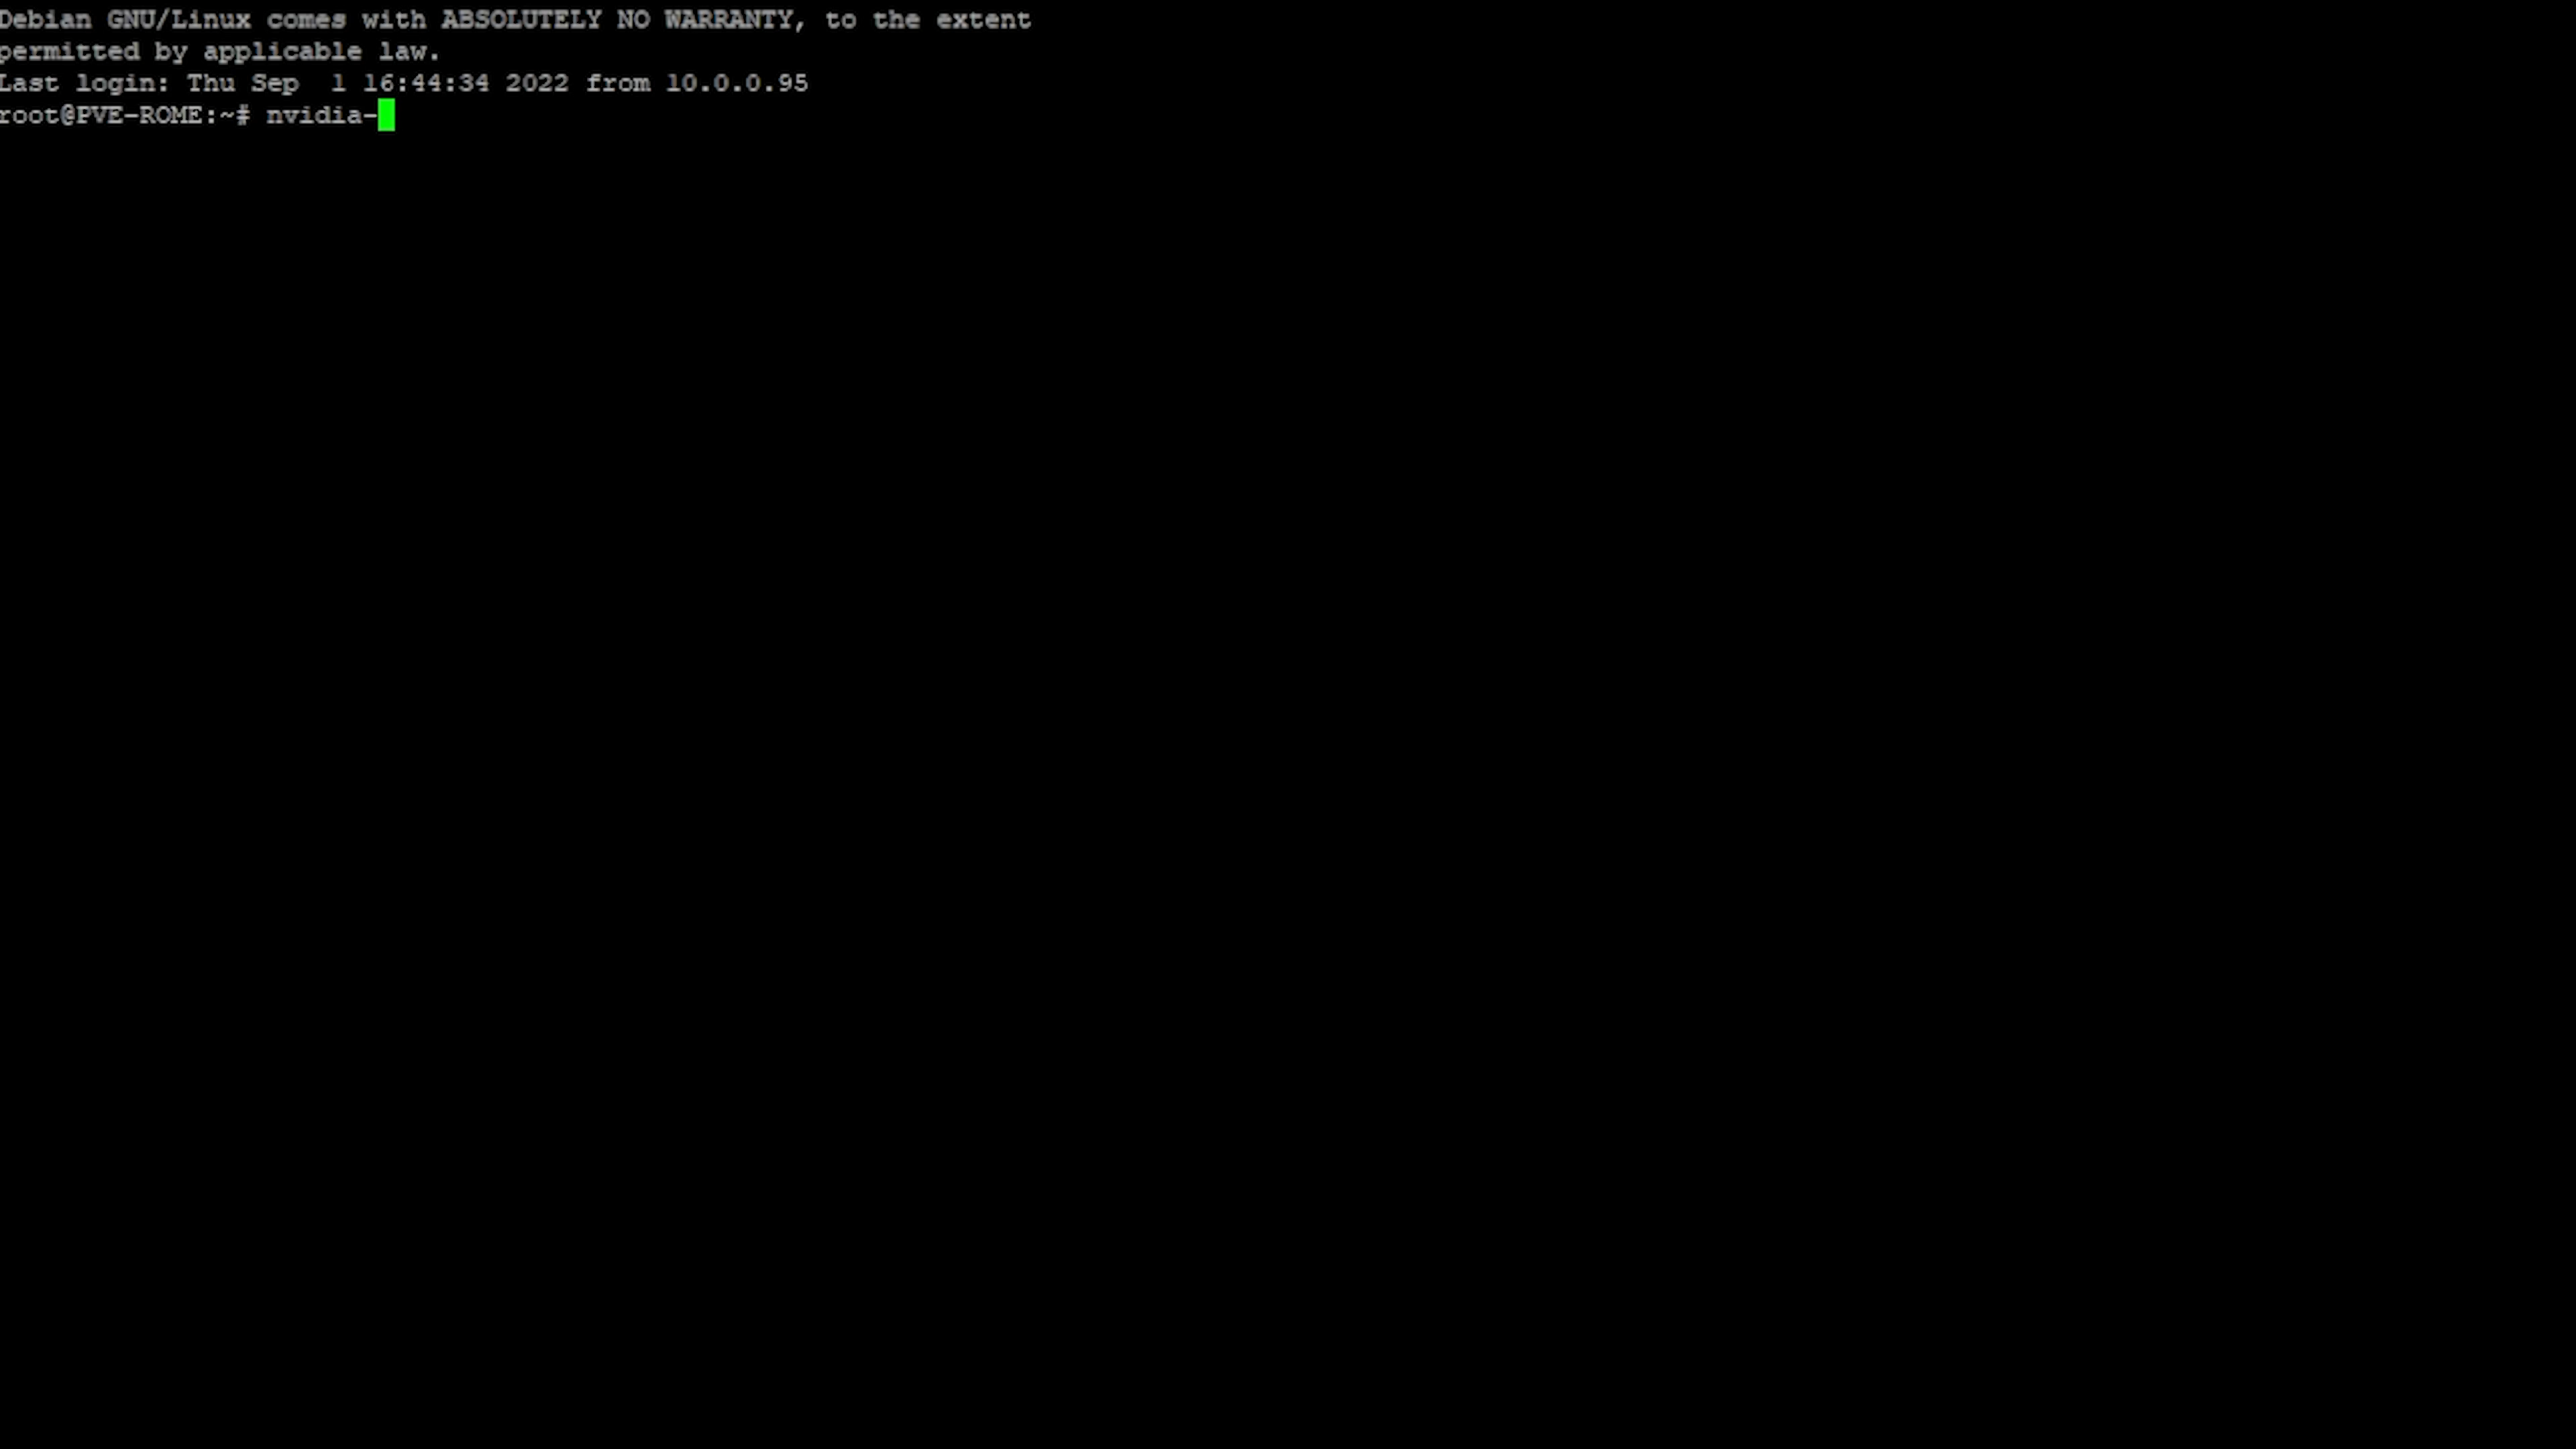 Debian GNU/Linux comes with ABSOLUTELY NO WARRANTY, to the extent
permitted by applicable law.
Last login: Thu Sep  1 16:44:34 2022 from 10.0.0.95
root@PVE-ROME:~# nvidia-